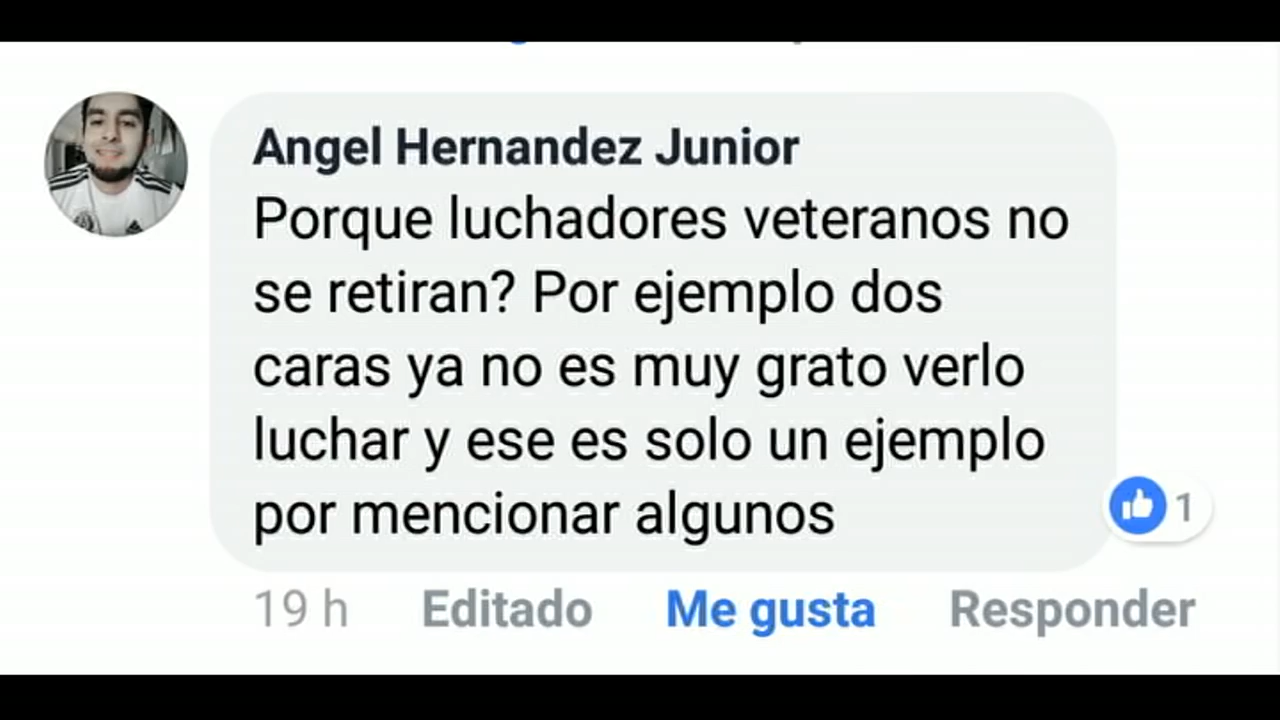 Angel Hernandez Junior
Porque luchadores veteranos no
se retiran? Por ejemplo dos
caras ya no es muy grato verlo
luchar y ese es solo un ejemplo
por mencionar algunos
1
19 h Editado Me gusta Responder